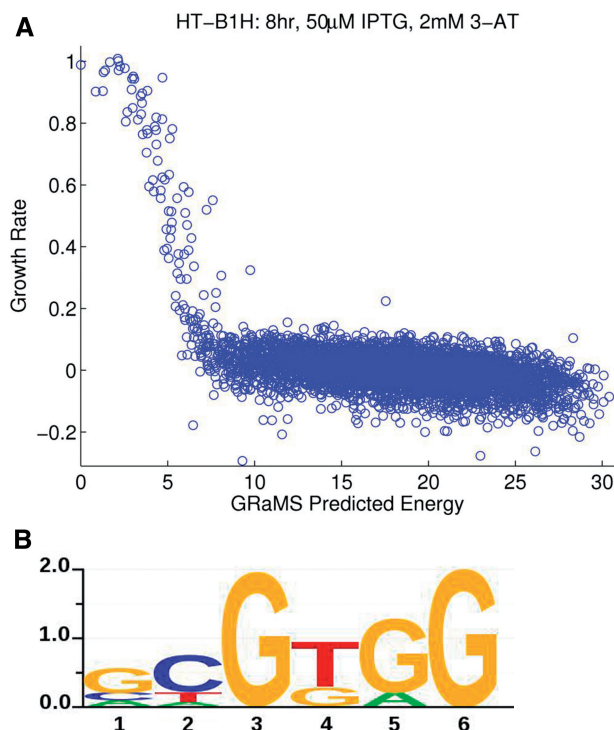 A
HT−B1H: 8hr, 50μM IPTG, 2mM 3−AT
1
0.8
0.6
0.4
0.2
0
−0.2
Growth Rate
0 5 10 15 20 25 30
GRaMS Predicted Energy
B
2.0
1.0
0.0
G C G T G G
C T G A
A A
1 2 3 4 5 6